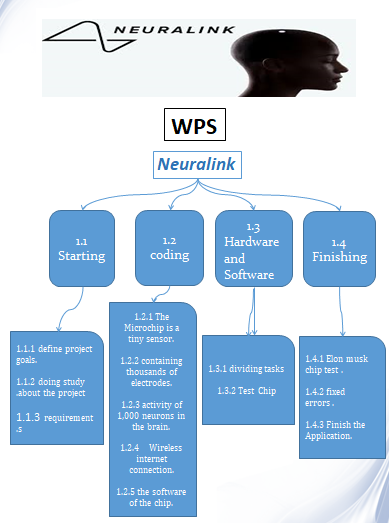 NEURALINK
WPS
Neuralink
1.1
Starting
1.2
coding
1.3
Hardware
and
Software
1.4
Finishing
1.1.1 define project
goals.
1.1.2 doing study
.about the project
1.1.3 requirement
.s
1.2.1 The
Microchip is a
tiny sensor.
1.2.2 containing
thousands of
electrodes.
1.2.3 activity of
1,000 neurons in
the brain.
1.2.4 Wireless
internet
connection.
1.2.5 the software
of the chip.
1.3.1 dividing tasks
1.3.2 Test Chip
1.4.1 Elon musk
chip test .
1.4.2 fixed
errors .
1.4.3 Finish the
Application.